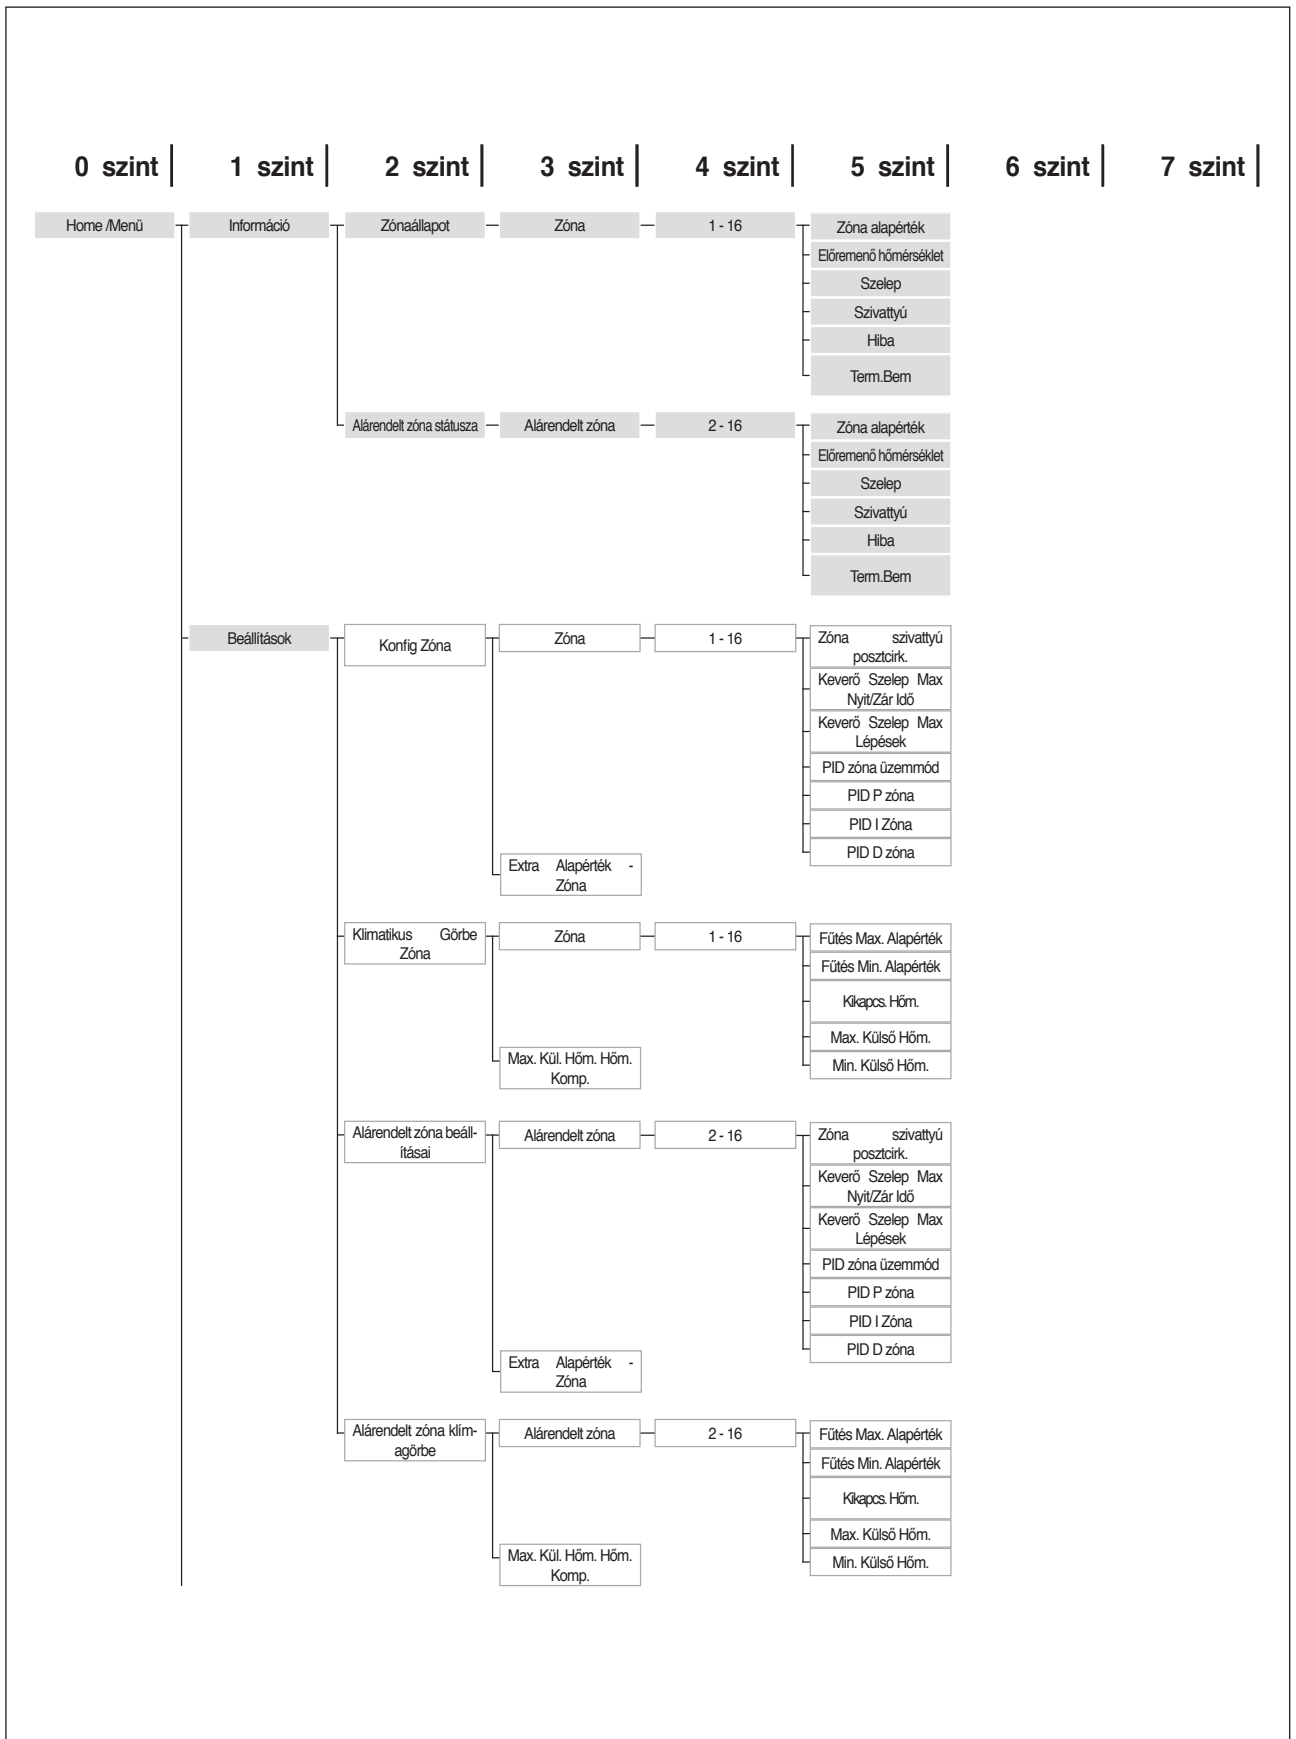 0 szint 1 szint 2 szint 3 szint 4 szint 5 szint 6 szint 7 szint
Home /Menü Információ Zónaállapot Zóna 1 - 16 Zóna alapérték
Előremenő hőmérséklet
Szelep
Szivattyú
Hiba
Term.Bem
Alárendelt zóna státusza Alárendelt zóna 2 - 16 Zóna alapérték
Előremenő hőmérséklet
Szelep
Szivattyú
Hiba
Term.Bem
Beállítások Konfig Zóna Zóna 1 - 16 Zóna szivattyú
posztcirk.
Keverő Szelep Max
Nyit/Zár Idő
Keverő Szelep Max
Lépések
PID zóna üzemmód
PID P zóna
PID I Zóna
PID D zóna
Extra Alapérték -
Zóna
Klimatikus Görbe
Zóna
Zóna 1 - 16 Fűtés Max. Alapérték
Fűtés Min. Alapérték
Kikapcs. Hőm.
Max. Külső Hőm.
Min. Külső Hőm.
Max. Kül. Hőm. Hőm.
Komp.
Alárendelt zóna beáll-
ításai
Alárendelt zóna 2 - 16 Zóna szivattyú
posztcirk.
Keverő Szelep Max
Nyit/Zár Idő
Keverő Szelep Max
Lépések
PID zóna üzemmód
PID P zóna
PID I Zóna
PID D zóna
Extra Alapérték -
Zóna
Alárendelt zóna klím-
agörbe
Alárendelt zóna 2 - 16 Fűtés Max. Alapérték
Fűtés Min. Alapérték
Kikapcs. Hőm.
Max. Külső Hőm.
Min. Külső Hőm.
Max. Kül. Hőm. Hőm.
Komp.